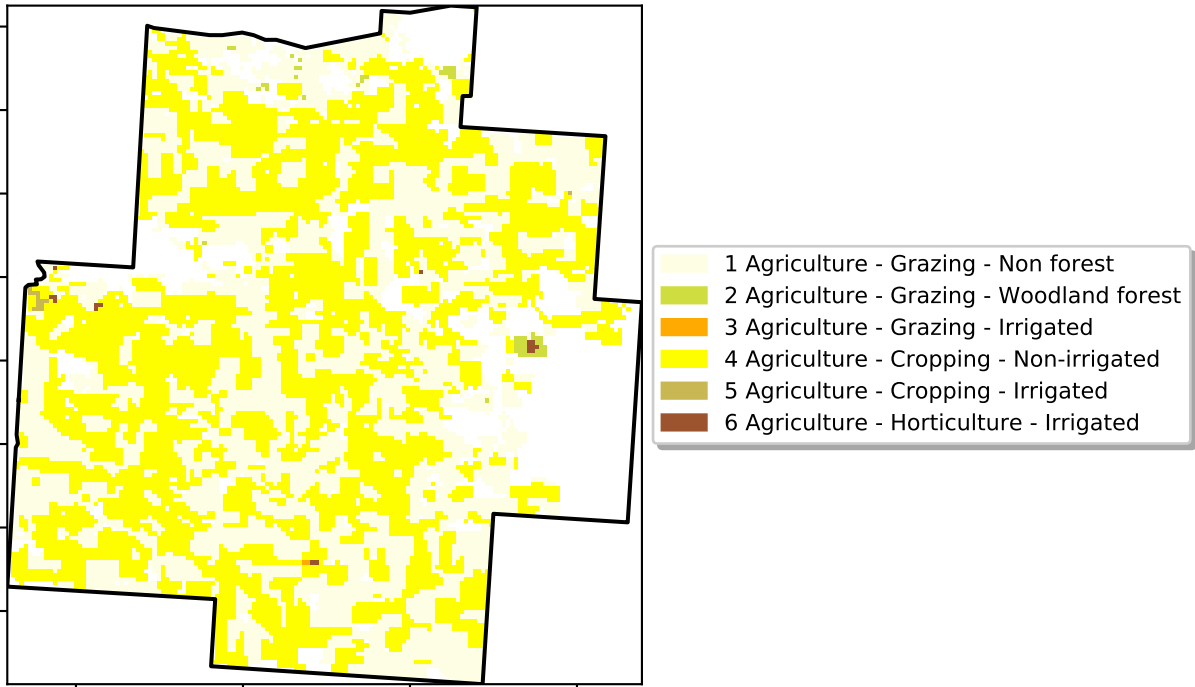 1 Agriculture - Grazing - Non forest
2 Agriculture - Grazing - Woodland forest
3 Agriculture - Grazing - Irrigated
4 Agriculture - Cropping - Non-irrigated
5 Agriculture - Cropping - Irrigated
6 Agriculture - Horticulture - Irrigated